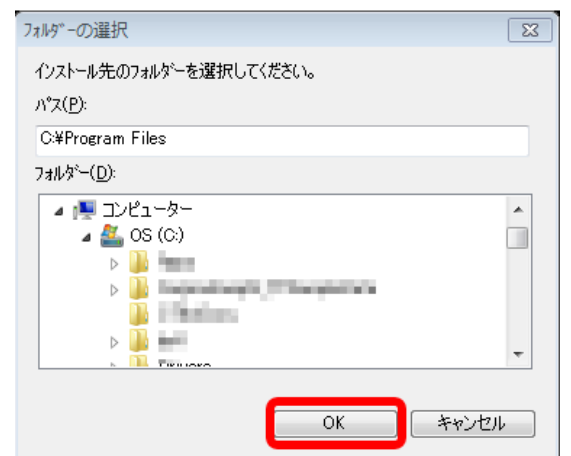 フォルダーの選択
インストール先のフォルダーを選択してください。
パス(P):
C:¥Program Files
フォルダー(D):
コンピューター
OS (C:)
OK
キャンセル